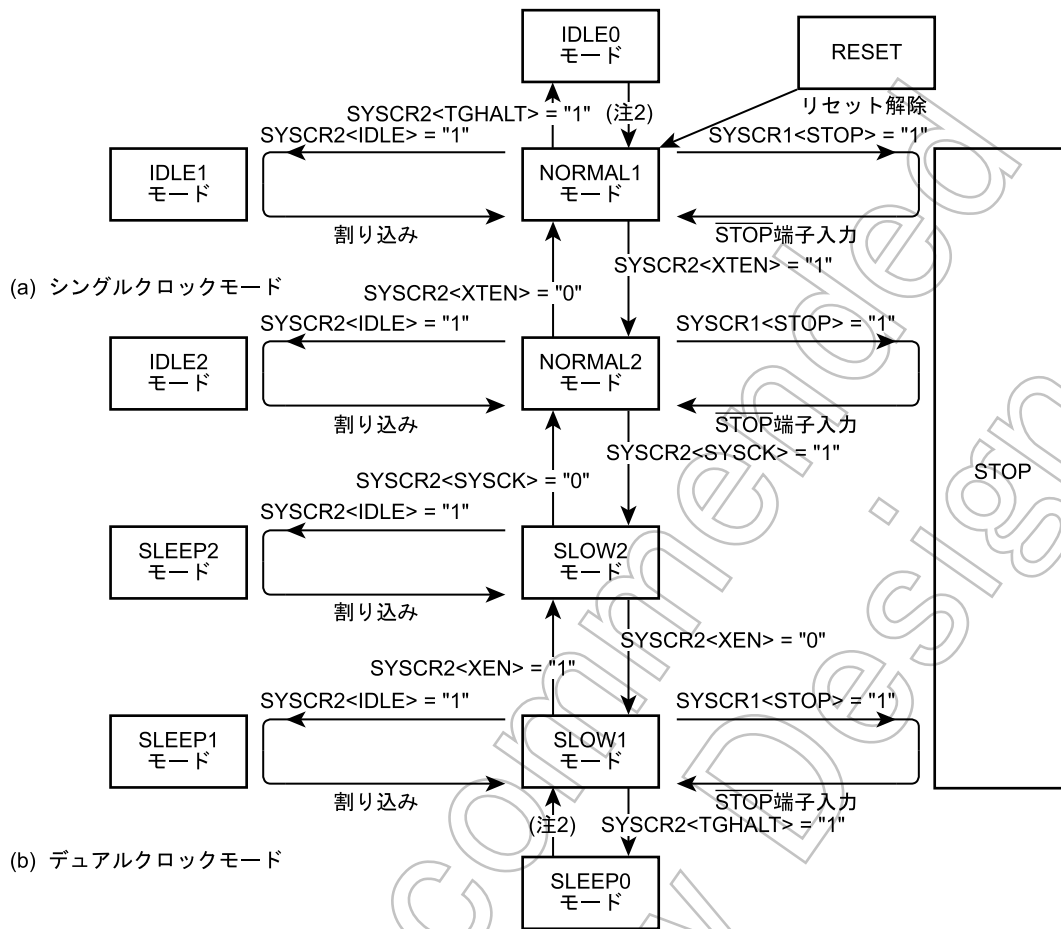 IDLE0
モード
RESET
SYSCR2<TGHALT> = "1"
(注2)
リセット解除
SYSCR2<IDLE> = "1"
SYSCR1<STOP> = "1"
IDLE1
モード
NORMAL1
モード
割り込み
STOP端子入力
SYSCR2<XTEN> = "1"
(a) シングルクロックモード
SYSCR2<XTEN> = "0"
SYSCR2<IDLE> = "1"
SYSCR1<STOP> = "1"
IDLE2
モード
NORMAL2
モード
割り込み
STOP端子入力
SYSCR2<SYSCK> = "1"
STOP
SYSCR2<SYSCK> = "0"
SYSCR2<IDLE> = "1"
SLEEP2
モード
SLOW2
モード
割り込み
SYSCR2<XEN> = "0"
SYSCR2<XEN> = "1"
SYSCR2<IDLE> = "1"
SYSCR1<STOP> = "1"
SLEEP1
モード
SLOW1
モード
割り込み
STOP端子入力
(注2)
SYSCR2<TGHALT> = "1"
(b) デュアルクロックモード
SLEEP0
モード
commended
Design